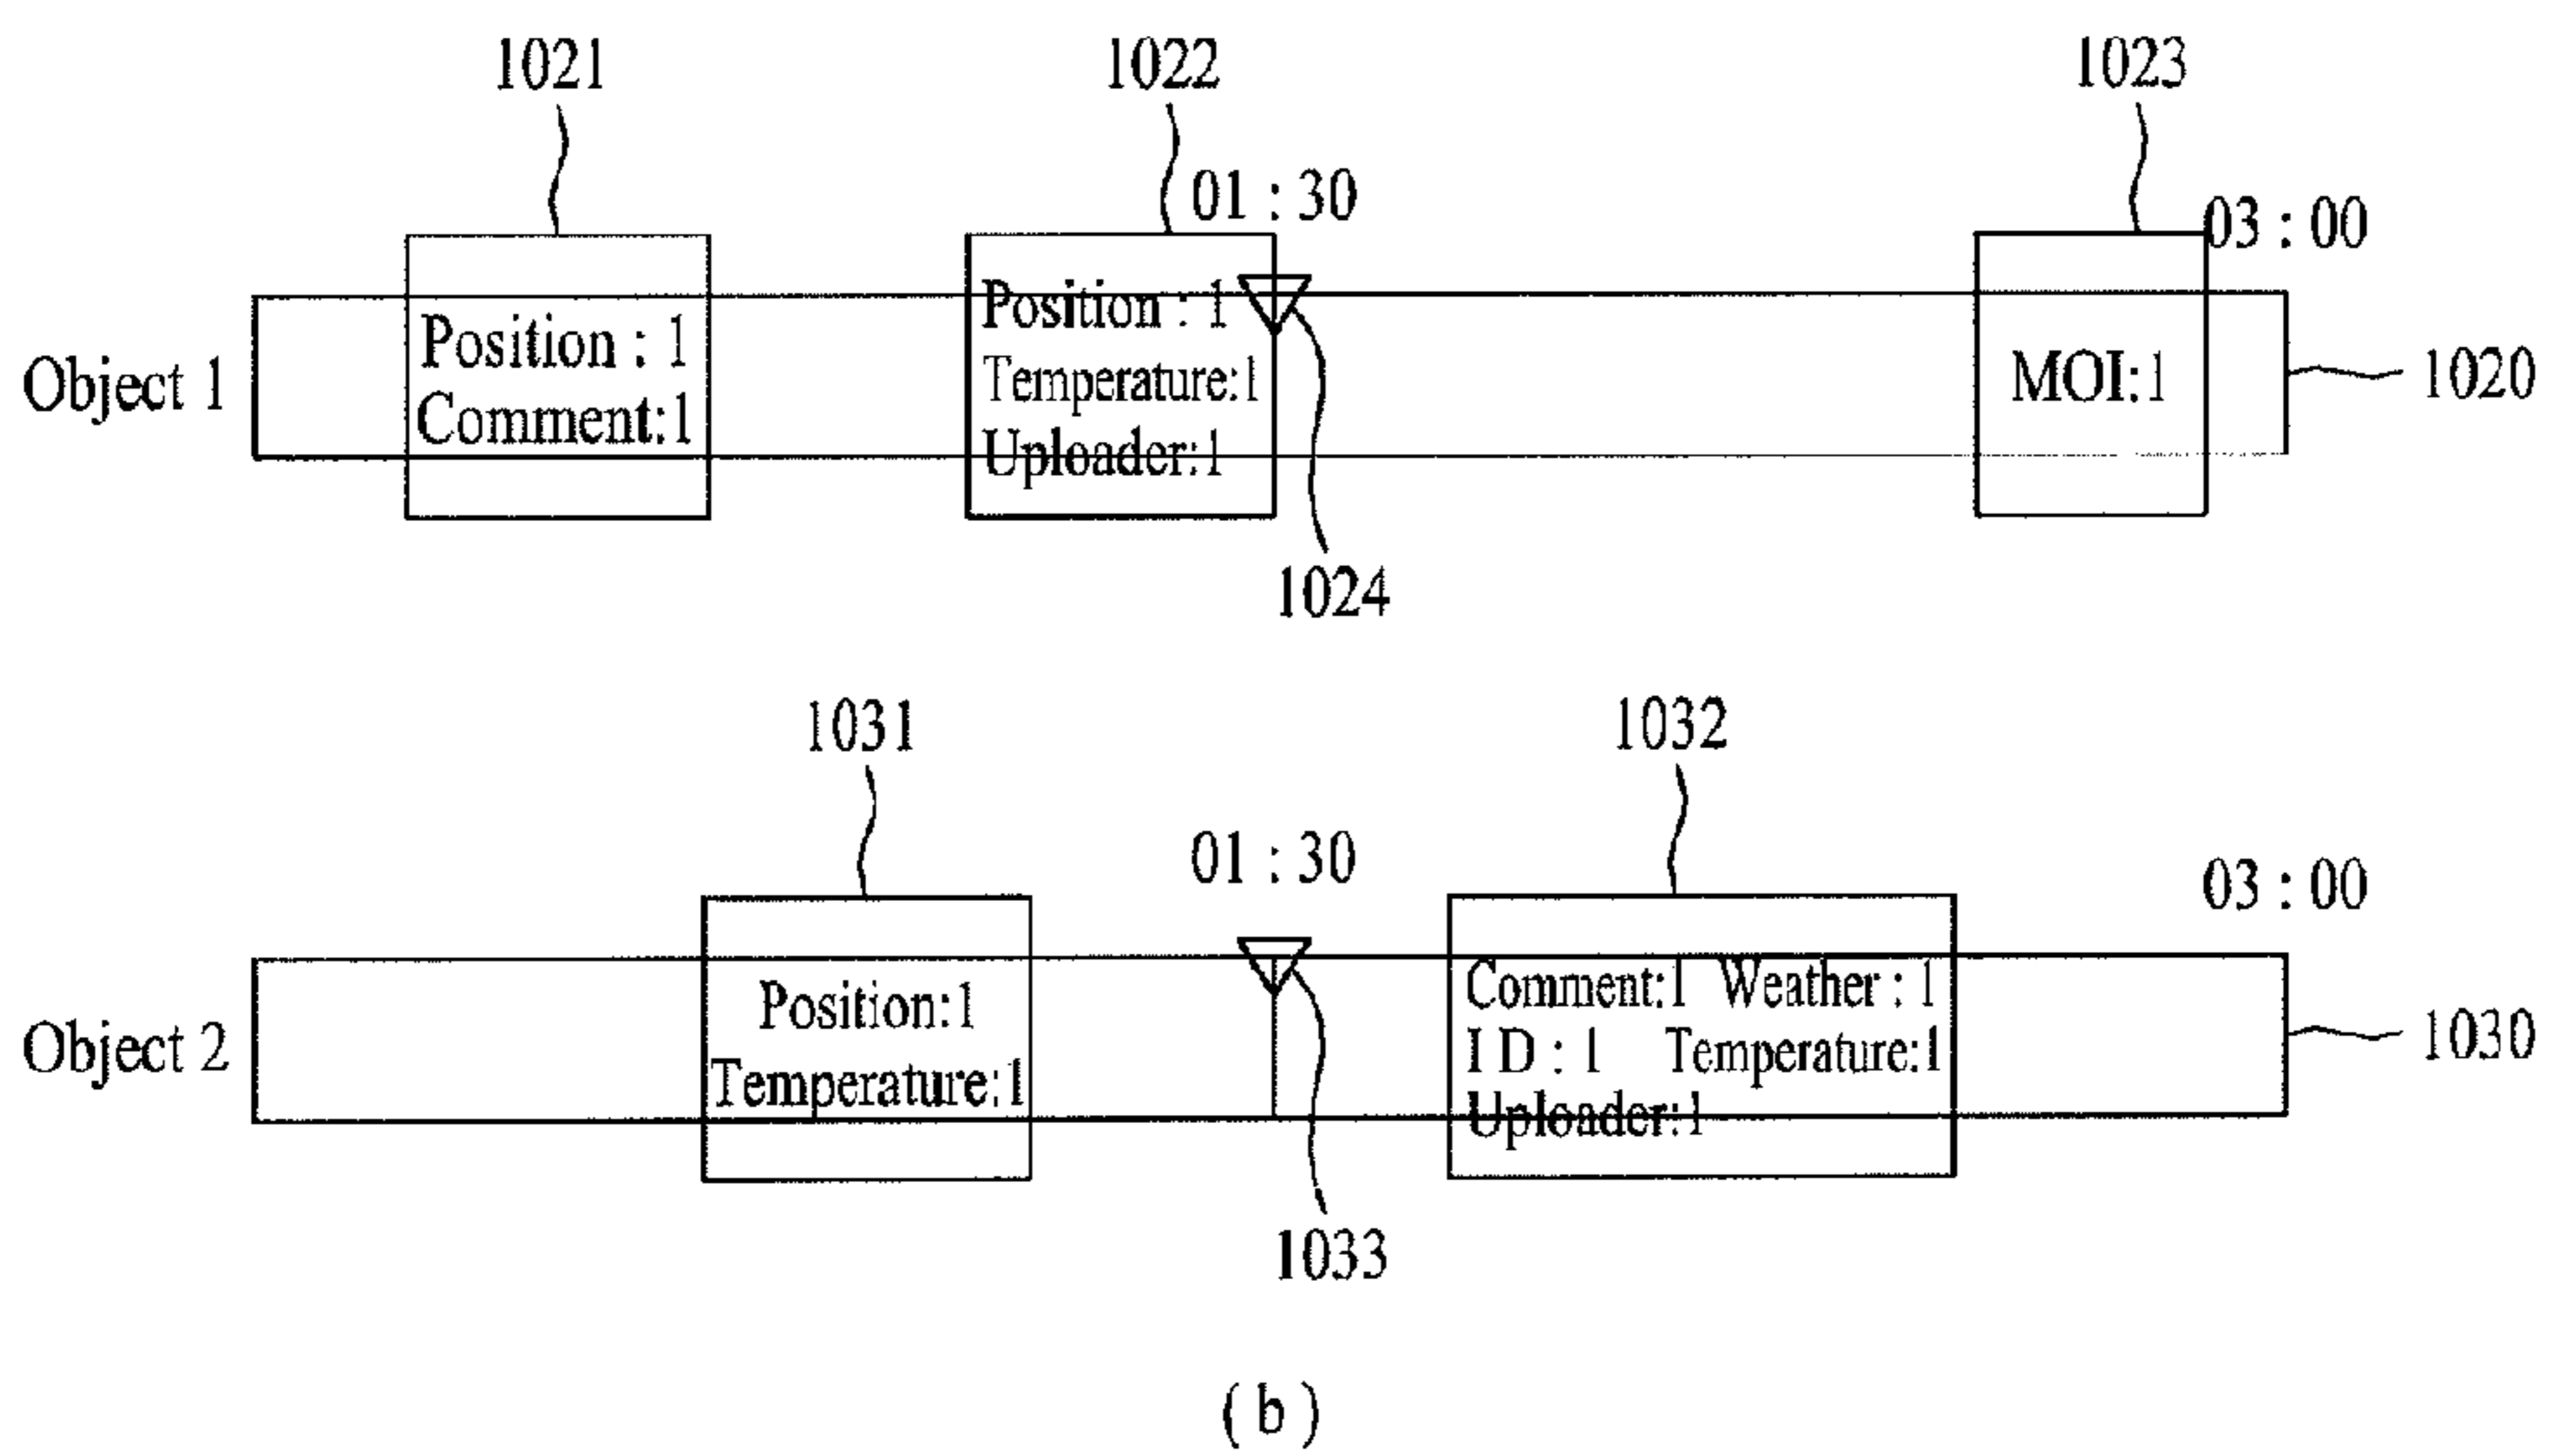 1021 1022 1023
01 : 30
03 : 00
Object 1
Position : 1
Comment:1
Position : 1
Temperature:1
Uploader:1
MOI:1
1020
1024
1031 1032
01 : 30
03 : 00
Object 2
Position:1
Temperature:1
Comment:1 Weather : 1
I D : 1 Temperature:1
Uploader:1
1030
1033
( b )